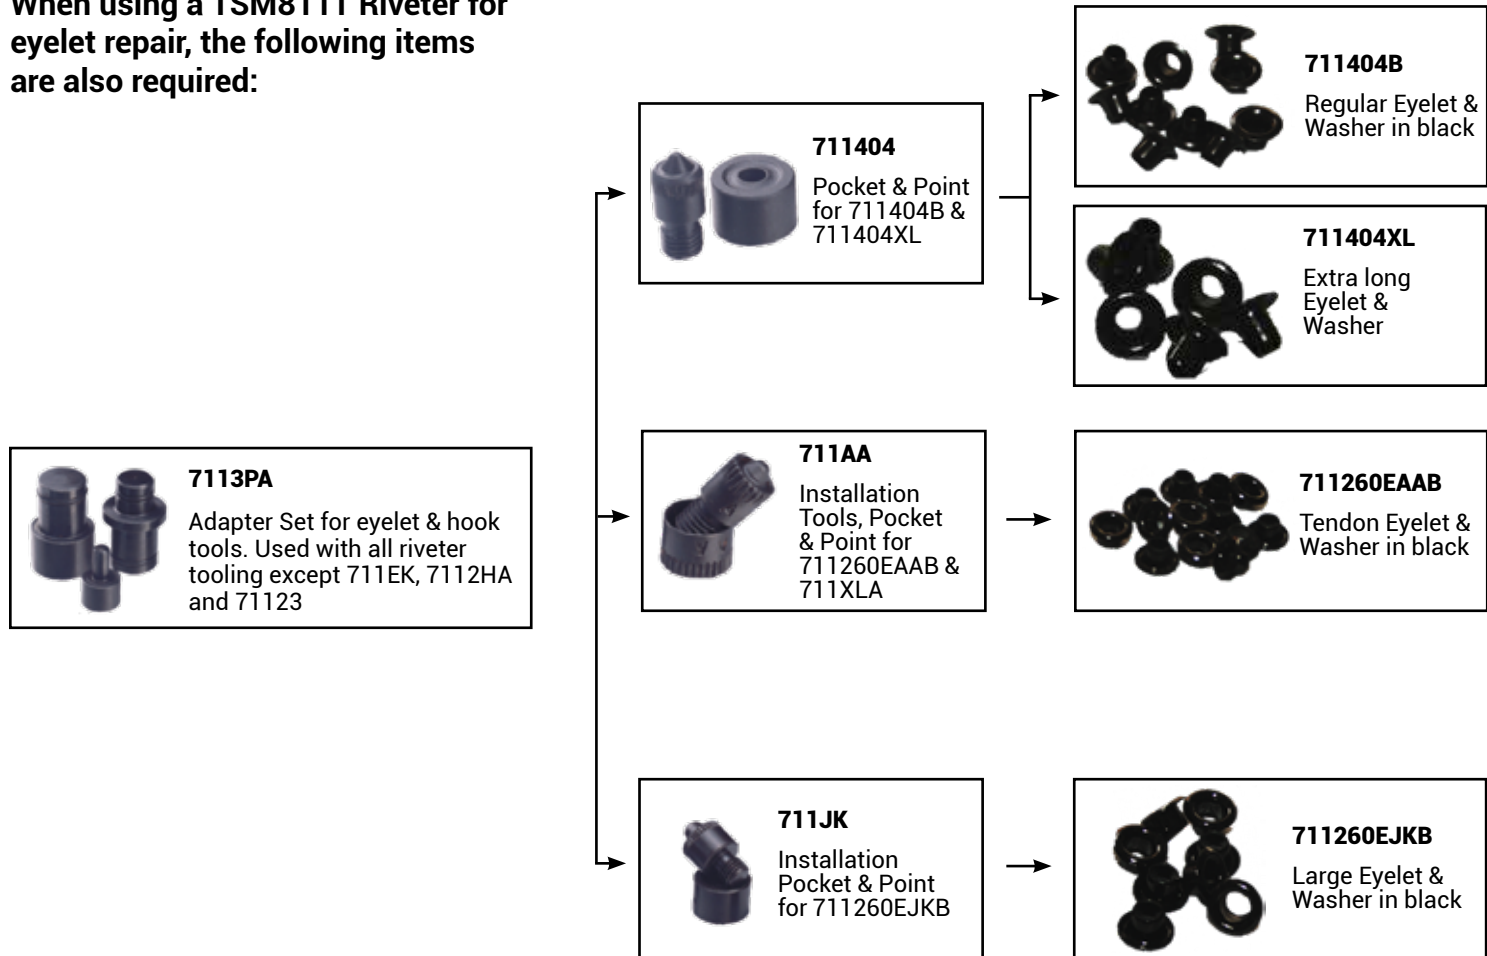 When using a TSM8111 Riveter for
eyelet repair, the following items
are also required:
711404B
Regular Eyelet &
Washer in black
711404
Pocket & Point
for 711404B &
711404XL
711404XL
Extra long
Eyelet &
Washer
7113PA
Adapter Set for eyelet & hook
tools. Used with all riveter
tooling except 711EK, 7112HA
and 71123
711AA
Installation
Tools, Pocket
& Point for
711260EAAB &
711XLA
711260EAAB
Tendon Eyelet &
Washer in black
711JK
Installation
Pocket & Point
for 711260EJKB
711260EJKB
Large Eyelet &
Washer in black